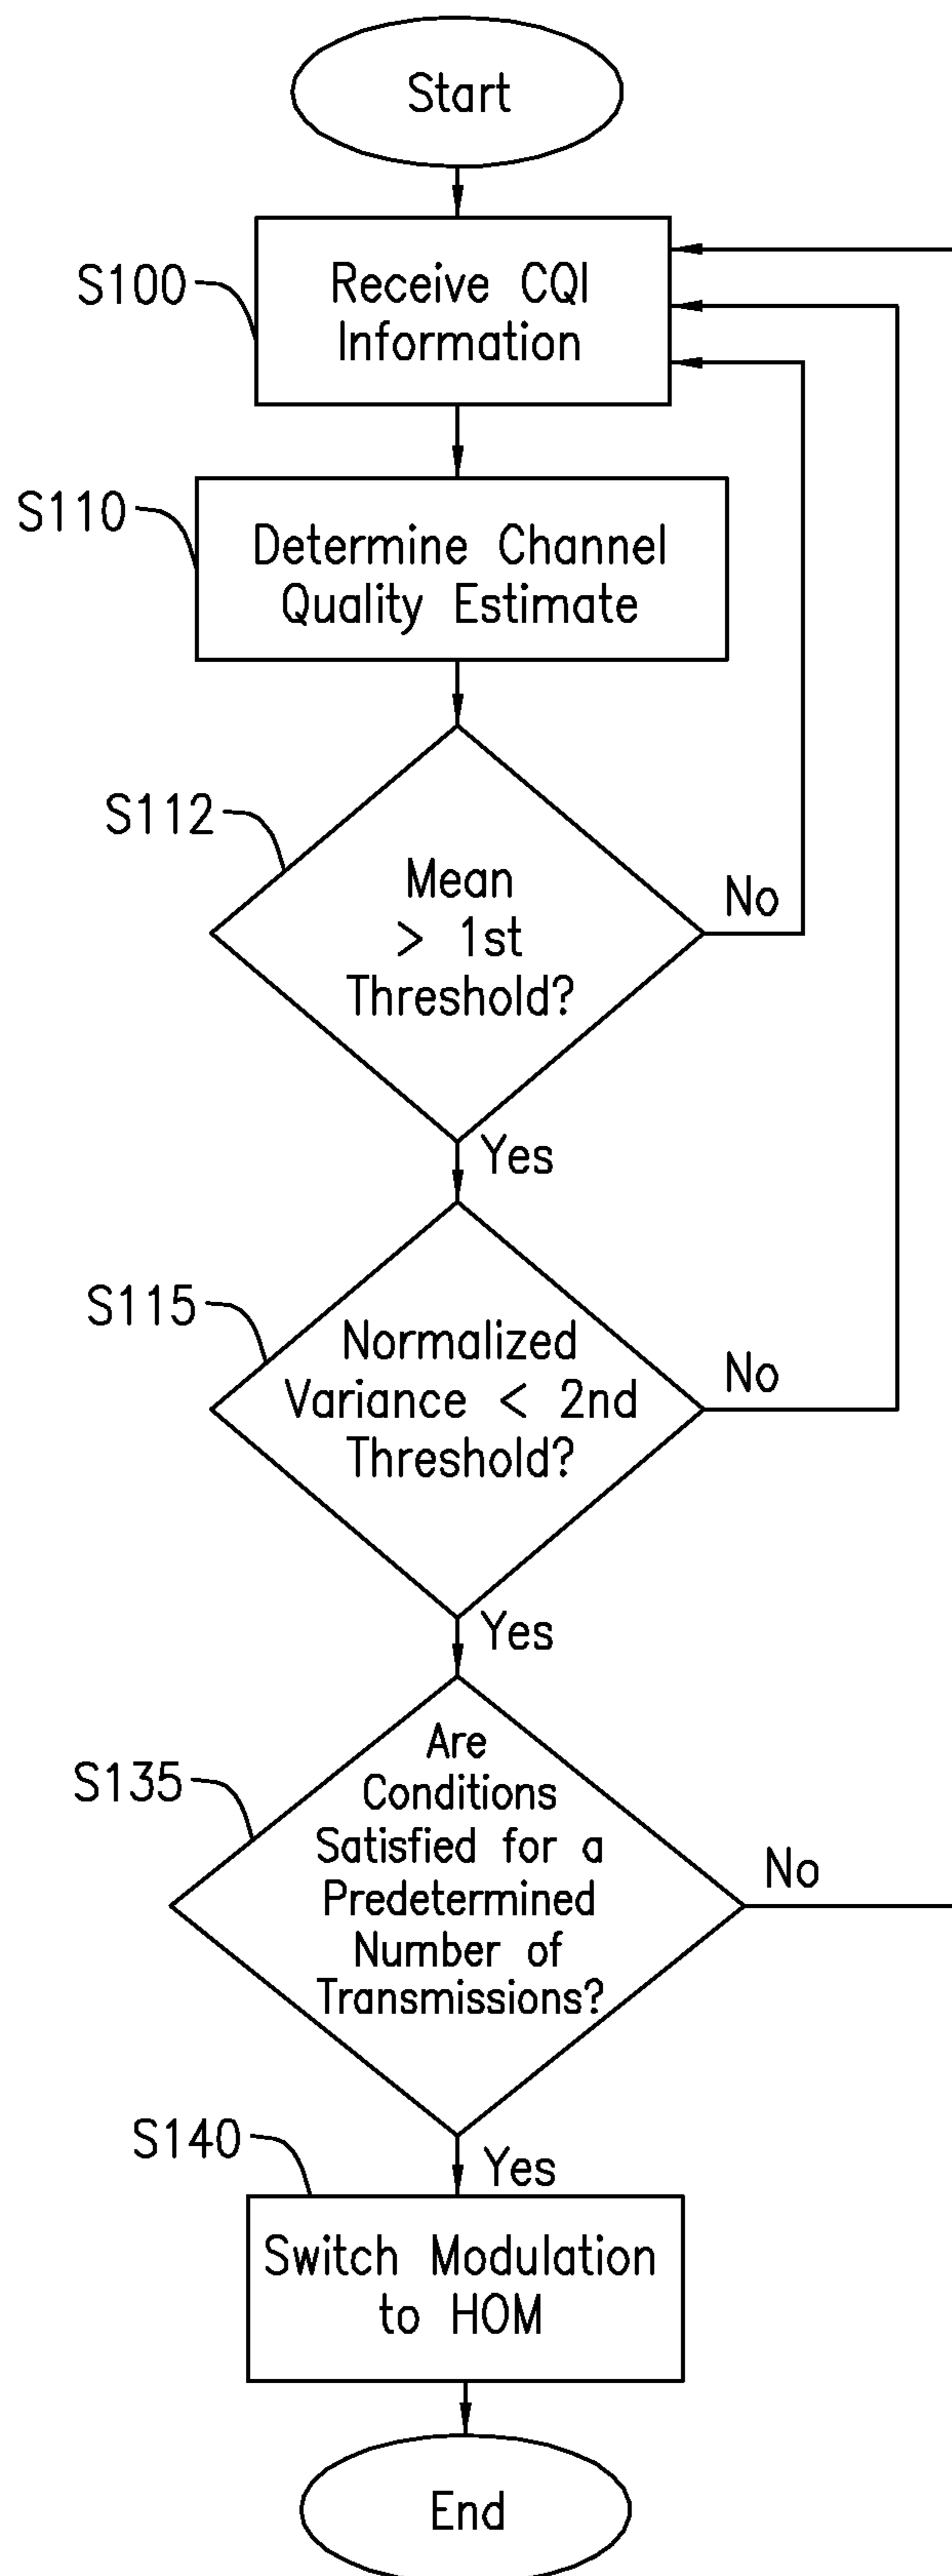 Start
S100
Receive CQI
Information
S110
Determine Channel
Quality Estimate
S112
Mean
> 1st
Threshold?
No
Yes
S115
Normalized
Variance < 2nd
Threshold?
No
Yes
S135
Are
Conditions
Satisfied for a
Predetermined
Number of
Transmissions?
No
Yes
S140
Switch Modulation
to HOM
End